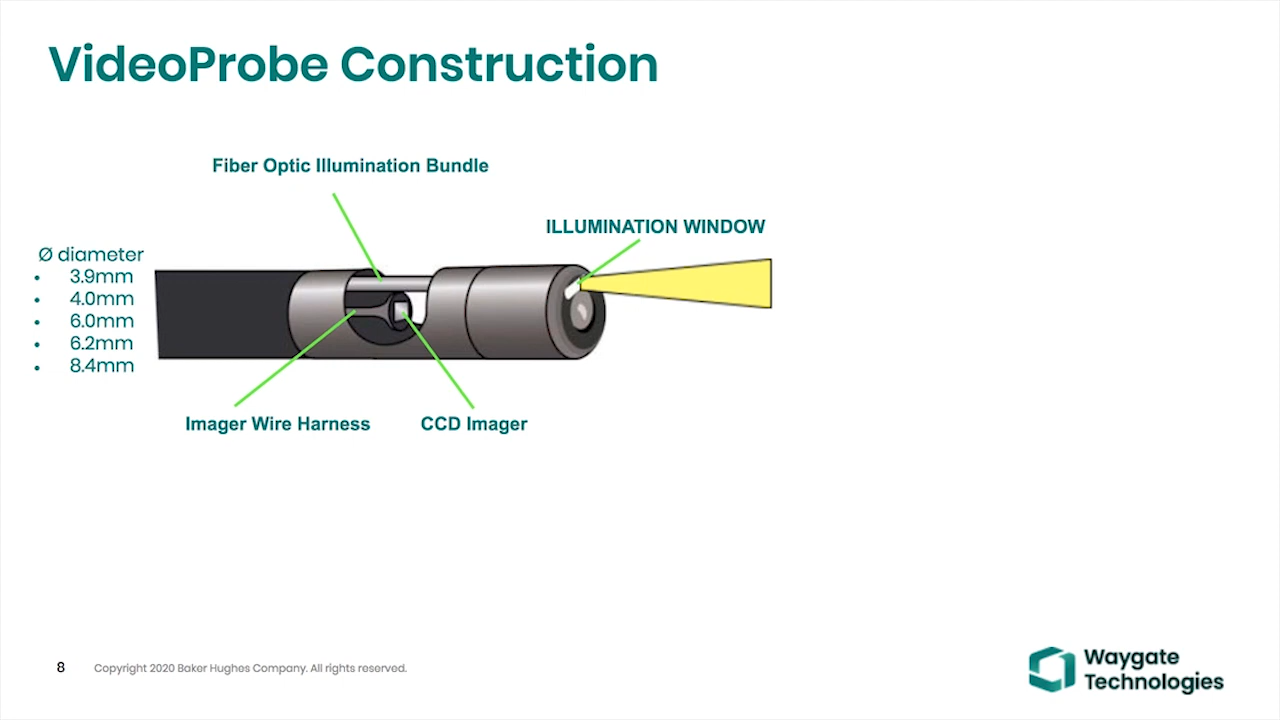 VideoProbe Construction
Fiber Optic Illumination Bundle
ILLUMINATION WINDOW
Ø diameter
• 3.9mm
• 4.0mm
• 6.0mm
• 6.2mm
• 8.4mm
Imager Wire Harness
CCD Imager
8
Copyright 2020 Baker Hughes Company. All rights reserved.
Waygate
Technologies